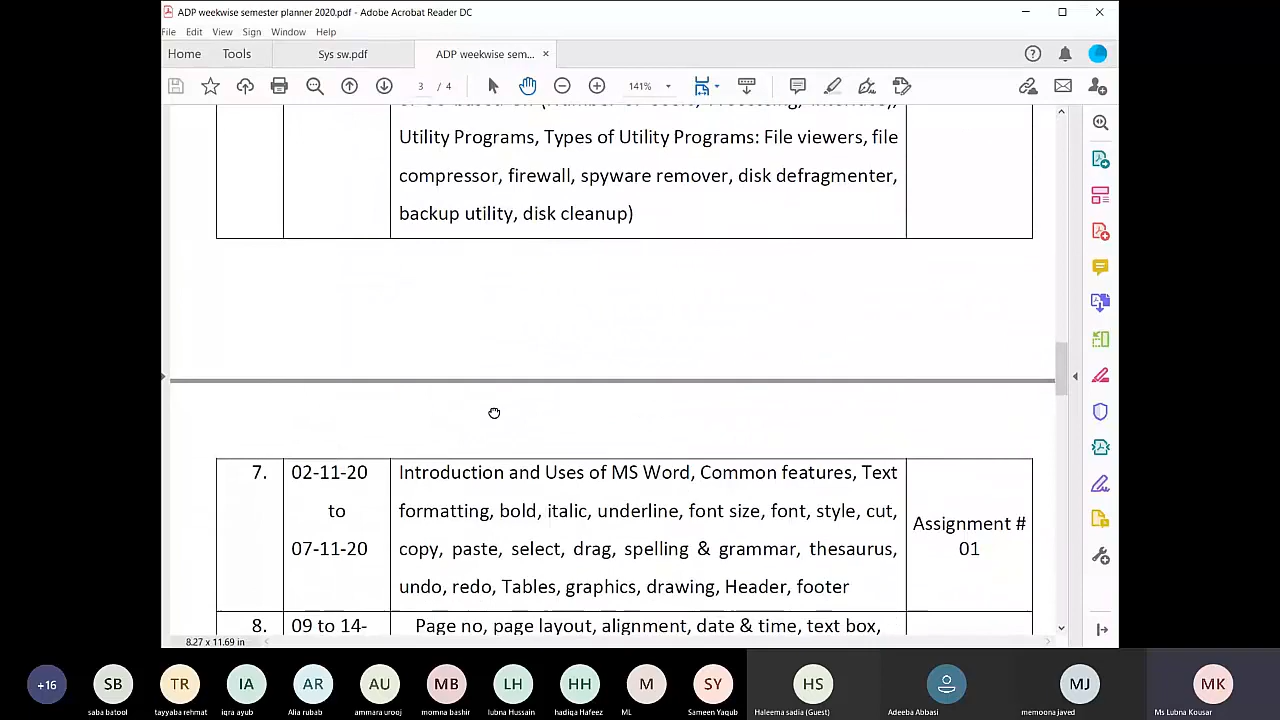 ADP weekwise semester planner 2020.pdf - Adobe Acrobat Reader DC
File Edit View Sign Window Help
Home Tools Sys sw.pdf ADP weekwise sem... ×
3 / 4 141%
Utility Programs, Types of Utility Programs: File viewers, file
compressor, firewall, spyware remover, disk defragmenter,
backup utility, disk cleanup)
7. 02-11-20 Introduction and Uses of MS Word, Common features, Text
to formatting, bold, italic, underline, font size, font, style, cut,
Assignment #
07-11-20 copy, paste, select, drag, spelling & grammar, thesaurus,
01
undo, redo, Tables, graphics, drawing, Header, footer
8. 09 to 14- Page no, page layout, alignment, date & time, text box,
8.27 x 11.69 in
+16 SB TR IA AR AU MB LH HH M SY HS MJ MK
saba batool tayyaba rehmat iqra ayub Alia rubab ammara urooj momna bashir lubna Hussain hadiqa Hafeez ML Sameen Yaqub Haleema sadia (Guest) Adeeba Abbasi memoona javed Ms Lubna Kousar